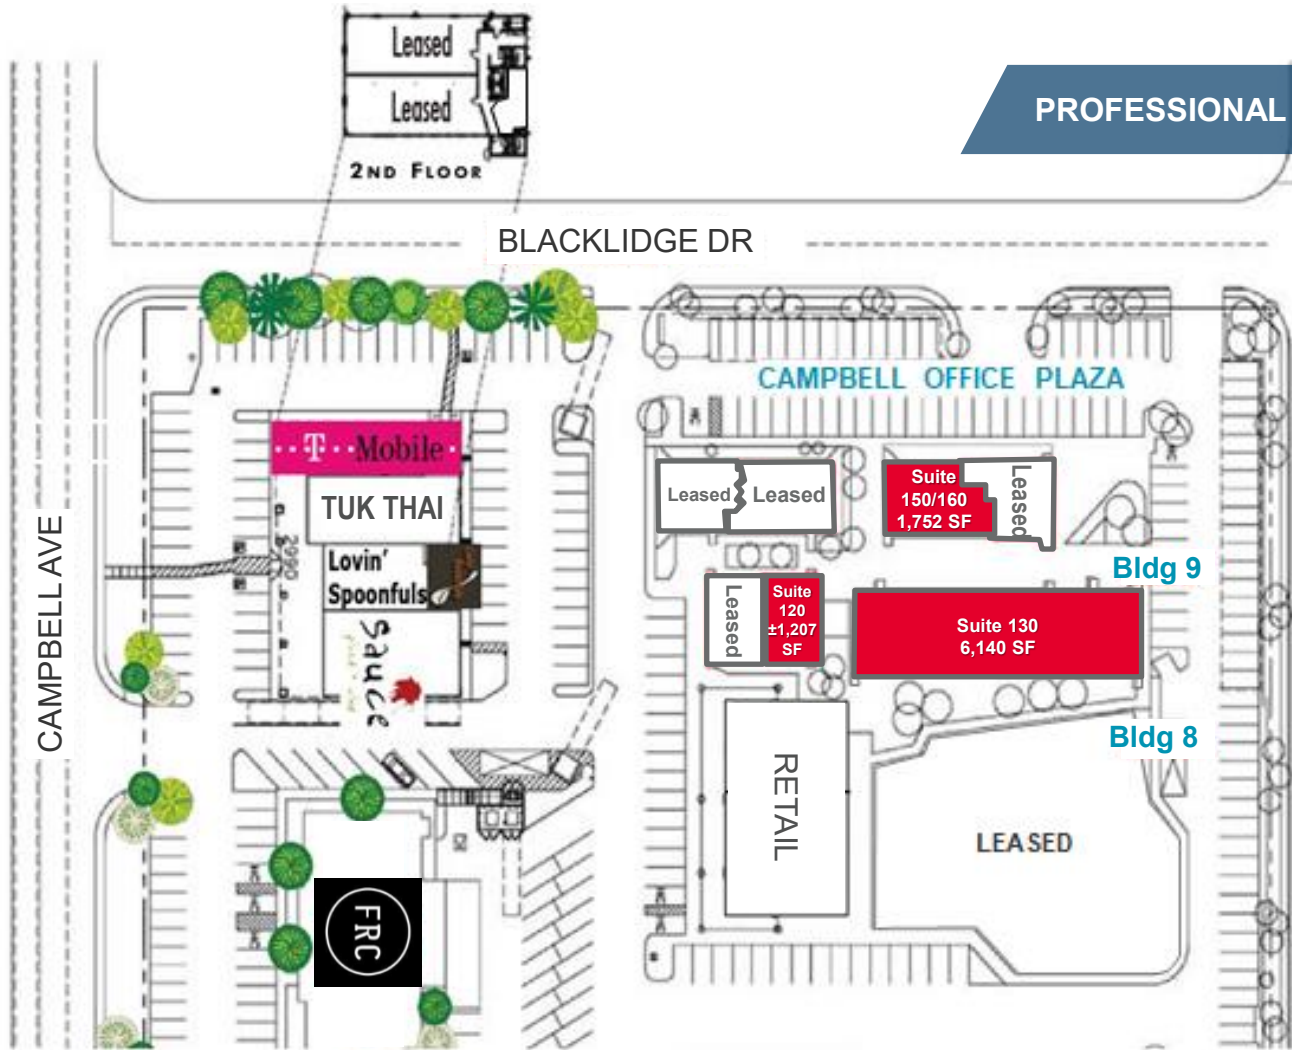 Leased
Leased
2ND FLOOR
PROFESSIONAL
BLACKLIDGE DR
CAMPBELL OFFICE PLAZA
T Mobile
TUK THAI
Lovin'
Spoonfuls
2990
Sauce
FRC
CAMPBELL AVE
Leased
Leased
Suite
150/160
1,752 SF
Leased
Bldg 9
Leased
Suite
120
±1,207
SF
Suite 130
6,140 SF
Bldg 8
RETAIL
LEASED